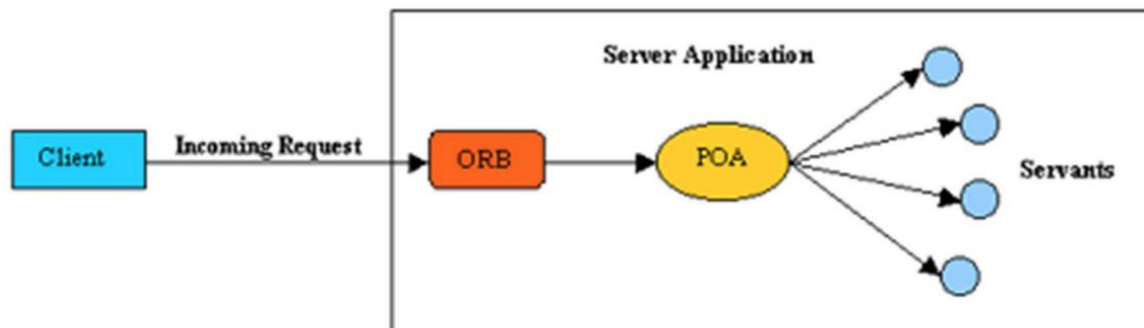 Server Application
Client
Incoming Request
ORB
POA
Servants